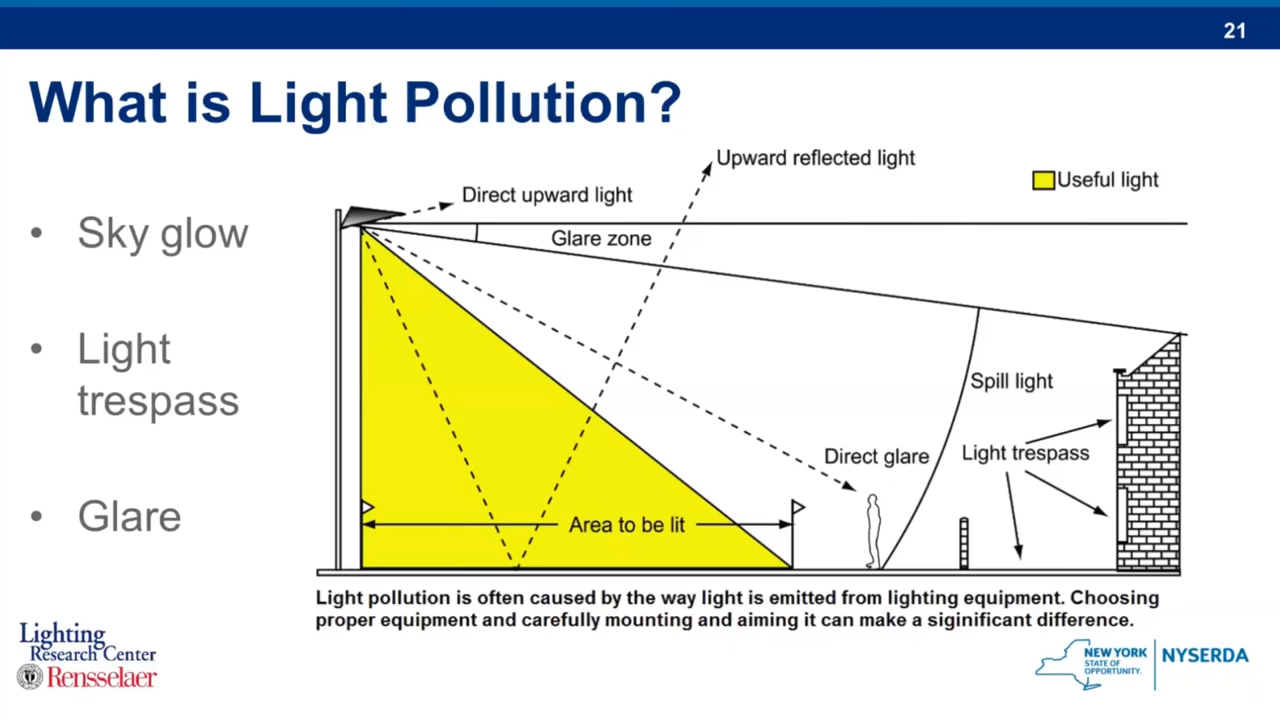 21
What is Light Pollution?
• Sky glow
• Light
trespass
• Glare
Upward reflected light
Useful light
Direct upward light
Glare zone
Spill light
Direct glare
Light trespass
Area to be lit
Light pollution is often caused by the way light is emitted from lighting equipment. Choosing
proper equipment and carefully mounting and aiming it can make a siginificant difference.
Lighting
Research Center
Rensselaer
NEW YORK
STATE OF
OPPORTUNITY.
NYSERDA